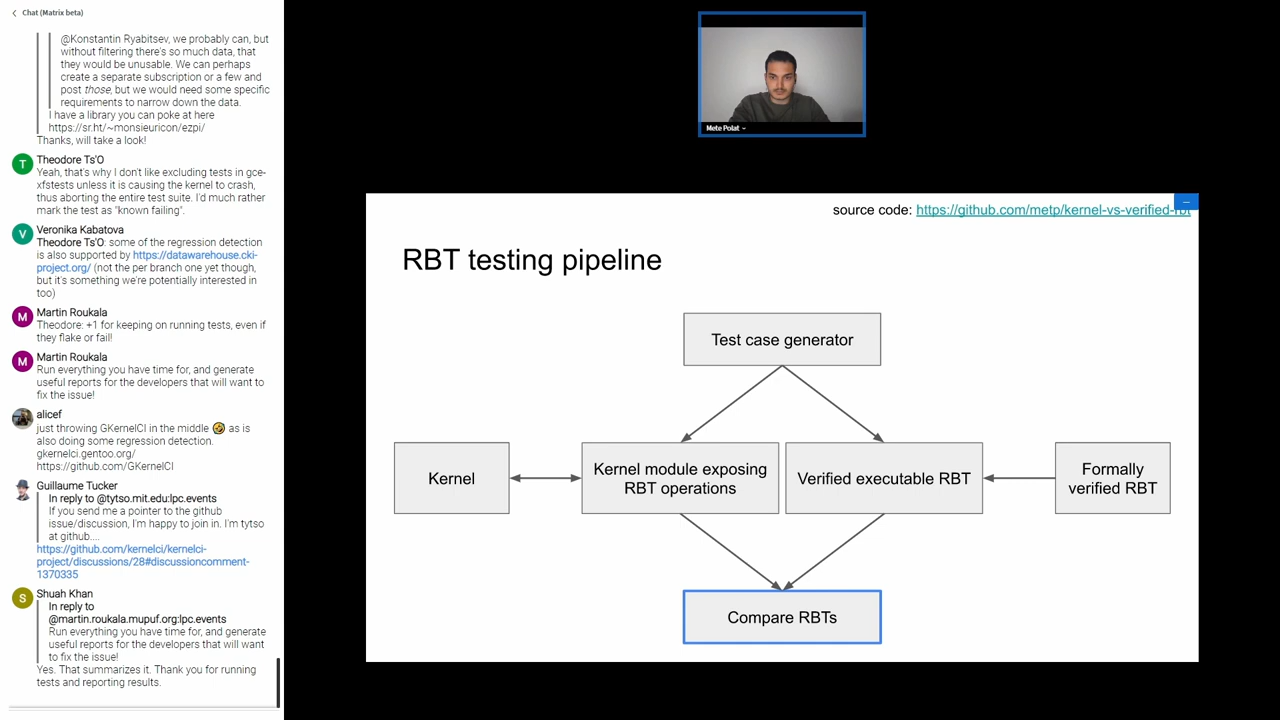 Chat (Matrix beta)
@Konstantin Ryabitsev, we probably can, but
without filtering there's so much data, that
they would be unusable. We can perhaps
create a separate subscription or a few and
post those, but we would need some specific
requirements to narrow down the data.
I have a library you can poke at here
https://sr.ht/~monsieuricon/ezpi/
Thanks, will take a look!
T
Theodore Ts'O
Yeah, that's why I don't like excluding tests in gce-
xfstests unless it is causing the kernel to crash,
thus aborting the entire test suite. I'd much rather
mark the test as "known failing".
V
Veronika Kabatova
Theodore Ts'O: some of the regression detection
is also supported by https://datawarehouse.cki-
project.org/ (not the per branch one yet though,
but it's something we're potentially interested in
too)
M
Martin Roukala
Theodore: +1 for keeping on running tests, even if
they flake or fail!
M
Martin Roukala
Run everything you have time for, and generate
useful reports for the developers that will want to
fix the issue!
alicef
just throwing GKernelCI in the middle 🤣 as is
also doing some regression detection.
gkernelci.gentoo.org/
https://github.com/GKernelCI
Guillaume Tucker
In reply to @tytso.mit.edu:lpc.events
If you send me a pointer to the github
issue/discussion, I'm happy to join in. I'm tytso
at github....
https://github.com/kernelci/kernelci-
project/discussions/28#discussioncomment-
1370335
S
Shuah Khan
In reply to
@martin.roukala.mupuf.org:lpc.events
Run everything you have time for, and generate
useful reports for the developers that will want
to fix the issue!
Yes. That summarizes it. Thank you for running
tests and reporting results.
Mete Polat
source code: https://github.com/metp/kernel-vs-verified-rbt
RBT testing pipeline
Test case generator
Kernel
Kernel module exposing
RBT operations
Verified executable RBT
Formally
verified RBT
Compare RBTs